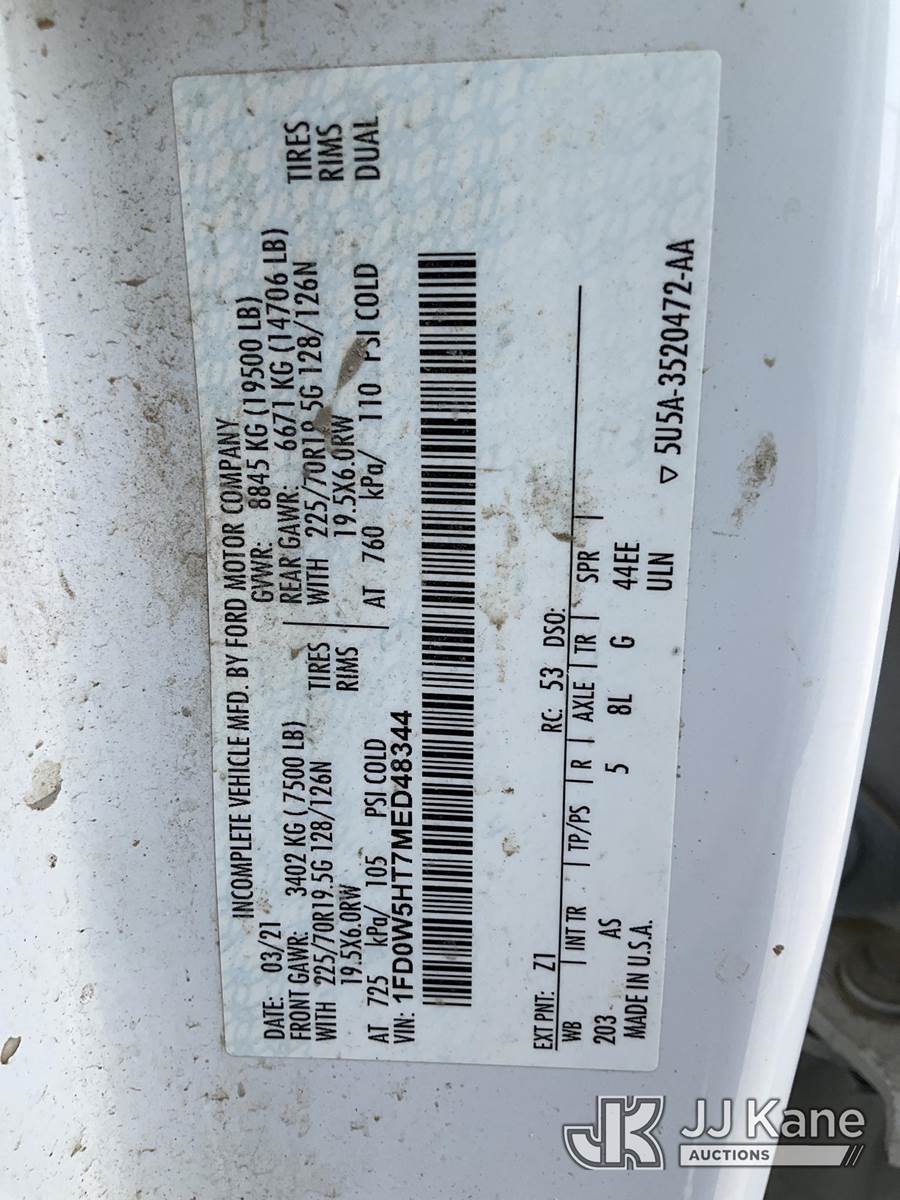 INCOMPLETE VEHICLE MFD. BY FORD MOTOR COMPANY
DATE: 03/21 GVWR: 8845 KG (19500 LB)
FRONT GAWR: 3402 KG (7500 LB) REAR GAWR: 6671 KG (14706 LB)
WITH 225/70R19.5G 128/126N TIRES WITH 225/70R19.5G 128/126N TIRES
19.5X6.0RW RIMS 19.5X6.0RW RIMS
AT 725 kPa/ 105 PSI COLD AT 760 kPa/ 110 PSI COLD DUAL
VIN: 1FD0W5HT7MED48344
EXT PNT: Z1 RC: 53 DSO:
WB INT TR TP/PS R AXLE TR SPR
203 AS 5 8L G 44EE
MADE IN U.S.A. ULN
▽ 5U5A-3520472-AA
JK JJ Kane
AUCTIONS